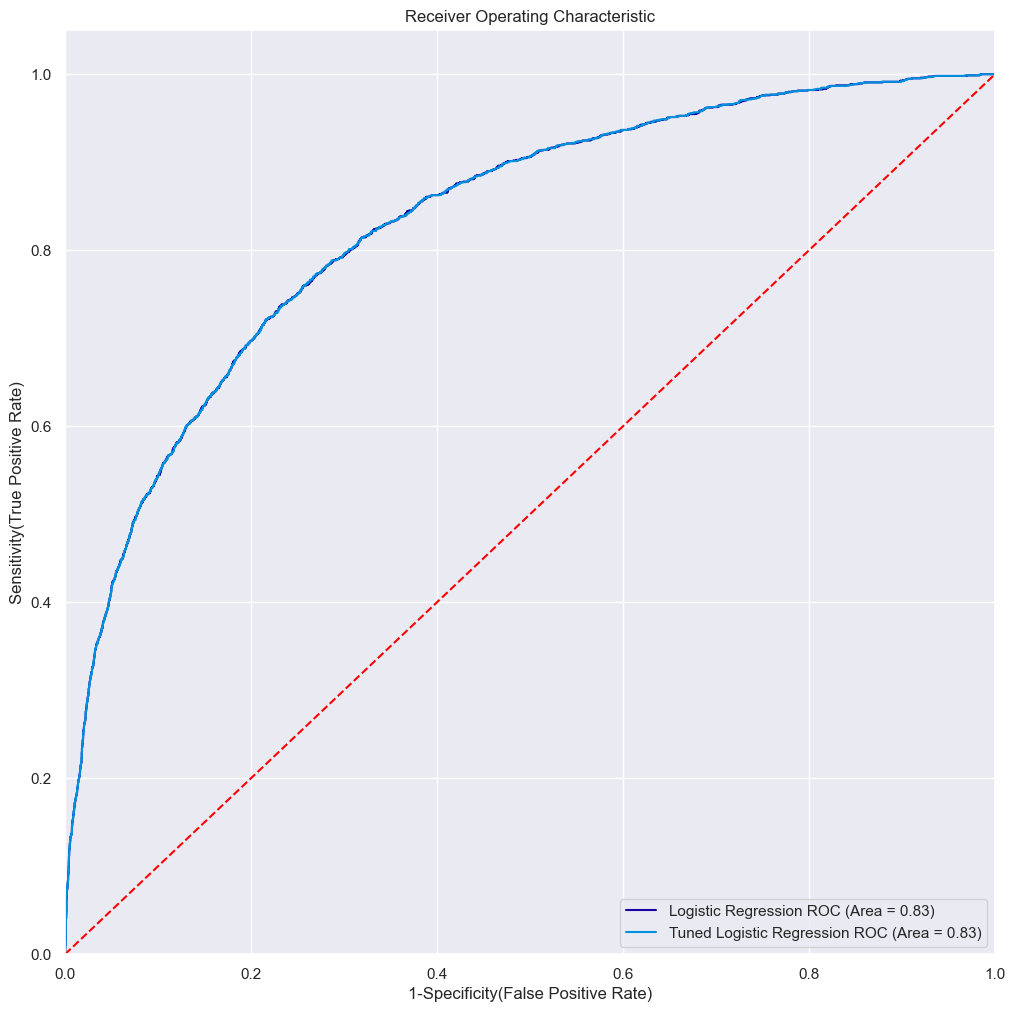 Receiver Operating Characteristic
1.0
0.8
0.6
0.4
0.2
0.0
Sensitivity(True Positive Rate)
Logistic Regression ROC (Area = 0.83)
Tuned Logistic Regression ROC (Area = 0.83)
0.0 0.2 0.4 0.6 0.8 1.0
1-Specificity(False Positive Rate)